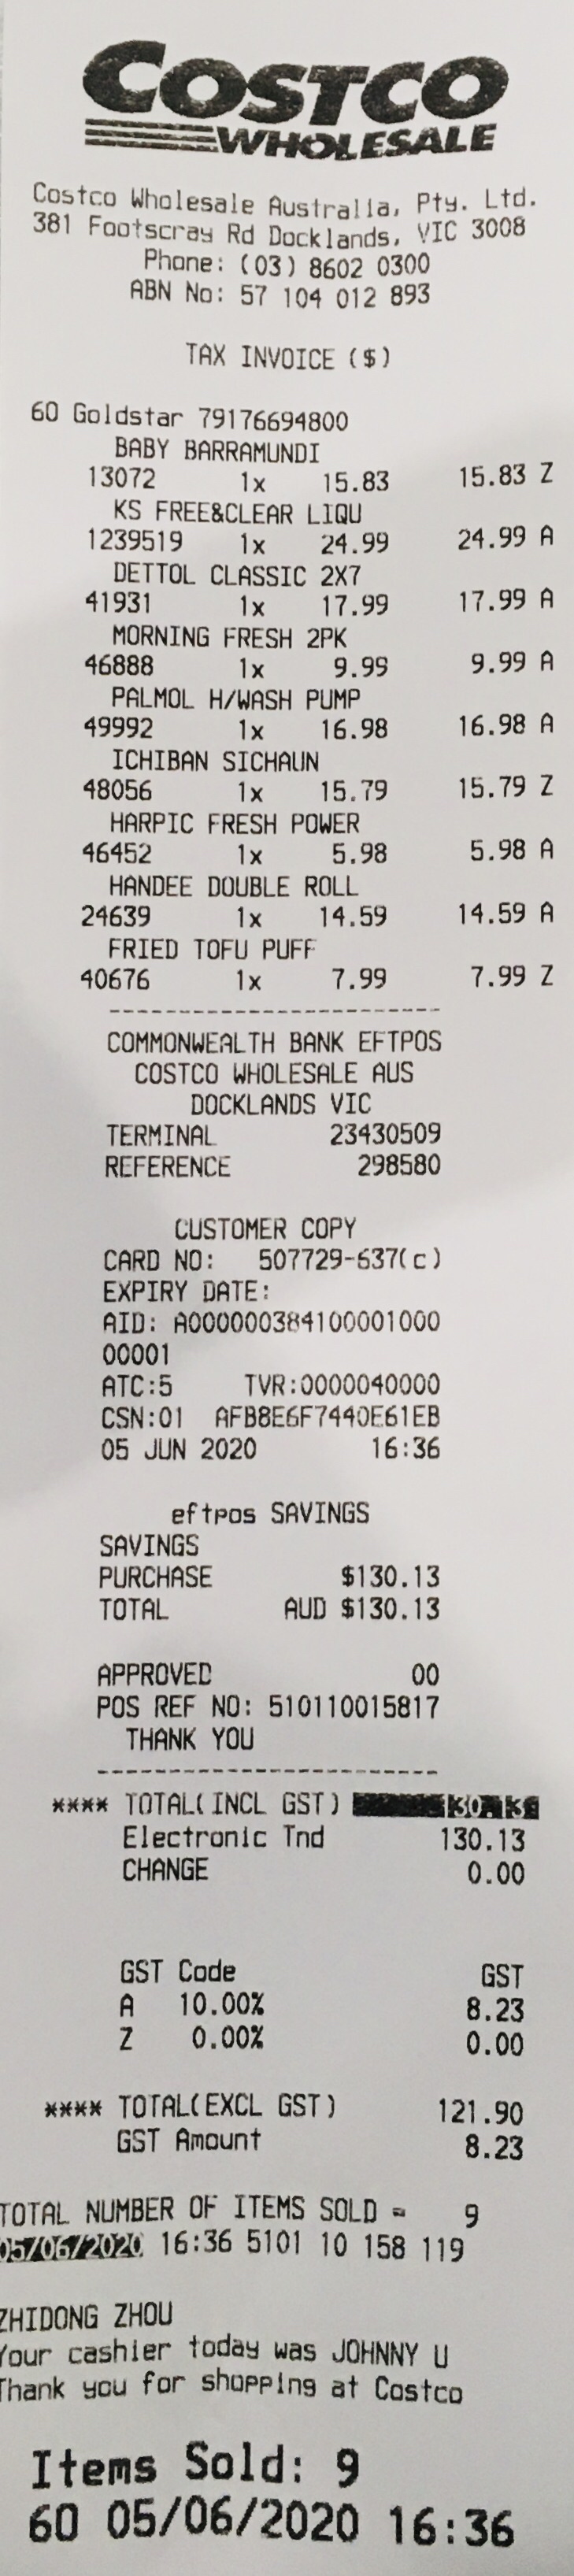 COSTCO
WHOLESALE
Costco Wholesale Australia, Pty. Ltd.
381 Footscray Rd Docklands, VIC 3008
Phone: (03) 8602 0300
ABN No: 57 104 012 893
TAX INVOICE ($)
60 Goldstar 79176694800
BABY BARRAMUNDI
13072 1x 15.83 15.83 Z
KS FREE&CLEAR LIQU
1239519 1x 24.99 24.99 A
DETTOL CLASSIC 2X7
41931 1x 17.99 17.99 A
MORNING FRESH 2PK
46888 1x 9.99 9.99 A
PALMOL H/WASH PUMP
49992 1x 16.98 16.98 A
ICHIBAN SICHAUN
48056 1x 15.79 15.79 Z
HARPIC FRESH POWER
46452 1x 5.98 5.98 A
HANDEE DOUBLE ROLL
24639 1x 14.59 14.59 A
FRIED TOFU PUFF
40676 1x 7.99 7.99 Z
------------------------
COMMONWEALTH BANK EFTPOS
COSTCO WHOLESALE AUS
DOCKLANDS VIC
TERMINAL 23430509
REFERENCE 298580
CUSTOMER COPY
CARD NO: 507729-637(c)
EXPIRY DATE:
AID: A000000384100001000
00001
ATC:5 TVR:0000040000
CSN:01 AFB8E6F7440E61EB
05 JUN 2020 16:36
eftpos SAVINGS
SAVINGS
PURCHASE $130.13
TOTAL AUD $130.13
APPROVED 00
POS REF NO: 510110015817
THANK YOU
------------------------
**** TOTAL(INCL GST) 130.13
Electronic Tnd 130.13
CHANGE 0.00
GST Code GST
A 10.00% 8.23
Z 0.00% 0.00
**** TOTAL(EXCL GST) 121.90
GST Amount 8.23
TOTAL NUMBER OF ITEMS SOLD = 9
05/06/2020 16:36 5101 10 158 119
ZHIDONG ZHOU
Your cashier today was JOHNNY U
Thank you for shopping at Costco
Items Sold: 9
60 05/06/2020 16:36